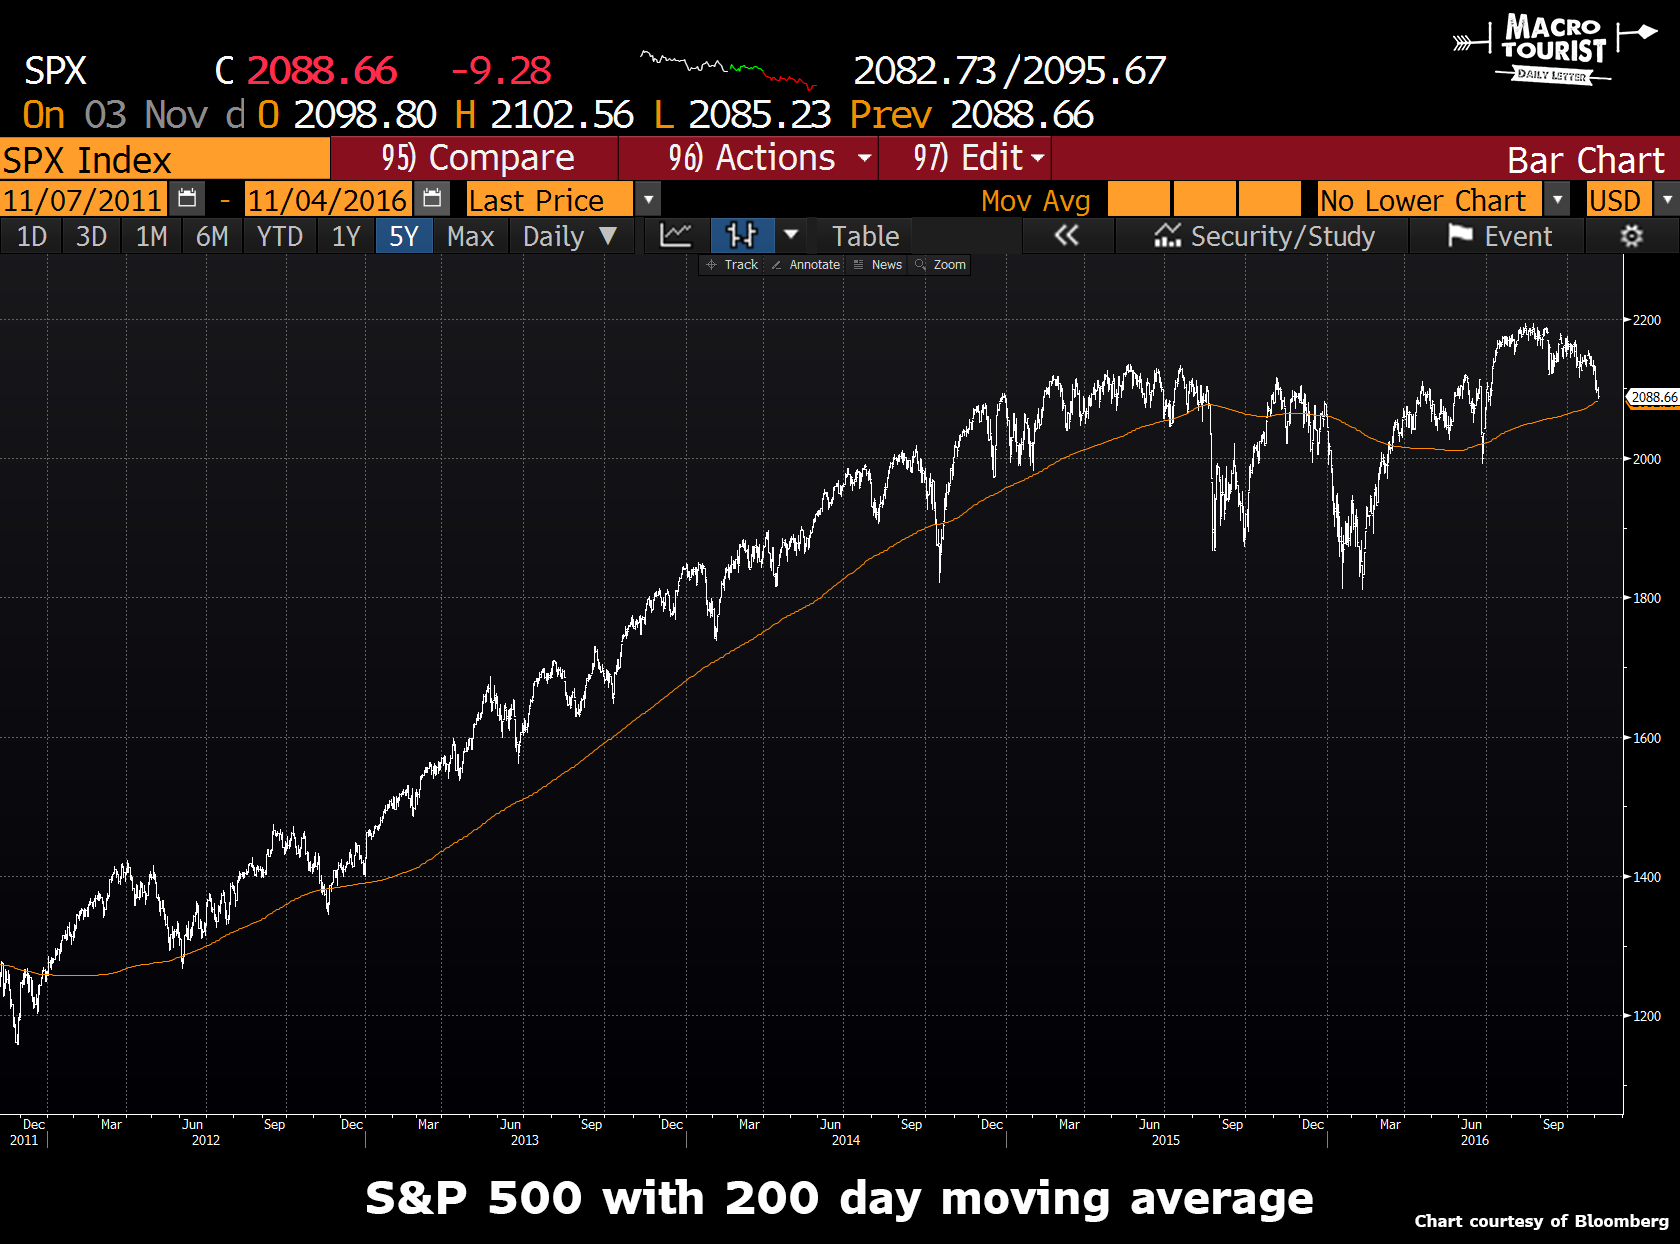 MACRO
TOURIST
DAILY LETTER
SPX C 2088.66 -9.28 2082.73/2095.67
On 03 Nov d O 2098.80 H 2102.56 L 2085.23 Prev 2088.66
SPX Index 95) Compare 96) Actions 97) Edit Bar Chart
11/07/2011 - 11/04/2016 Last Price Mov Avg No Lower Chart USD
1D 3D 1M 6M YTD 1Y 5Y Max Daily ▼ Table « Security/Study Event
Track Annotate News Zoom
2200
2088.66
2000
1800
1600
1400
1200
Dec Mar Jun Sep Dec Mar Jun Sep Dec Mar Jun Sep Dec Mar Jun Sep Dec Mar Jun Sep
2011 2012 2013 2014 2015 2016
S&P 500 with 200 day moving average
Chart courtesy of Bloomberg